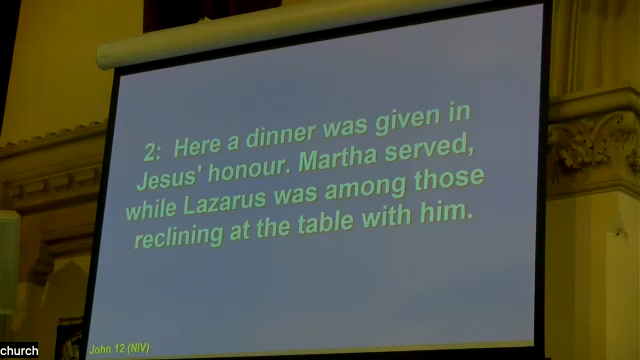 2: Here a dinner was given in
Jesus' honour. Martha served,
while Lazarus was among those
reclining at the table with him.
John 12 (NIV)
church